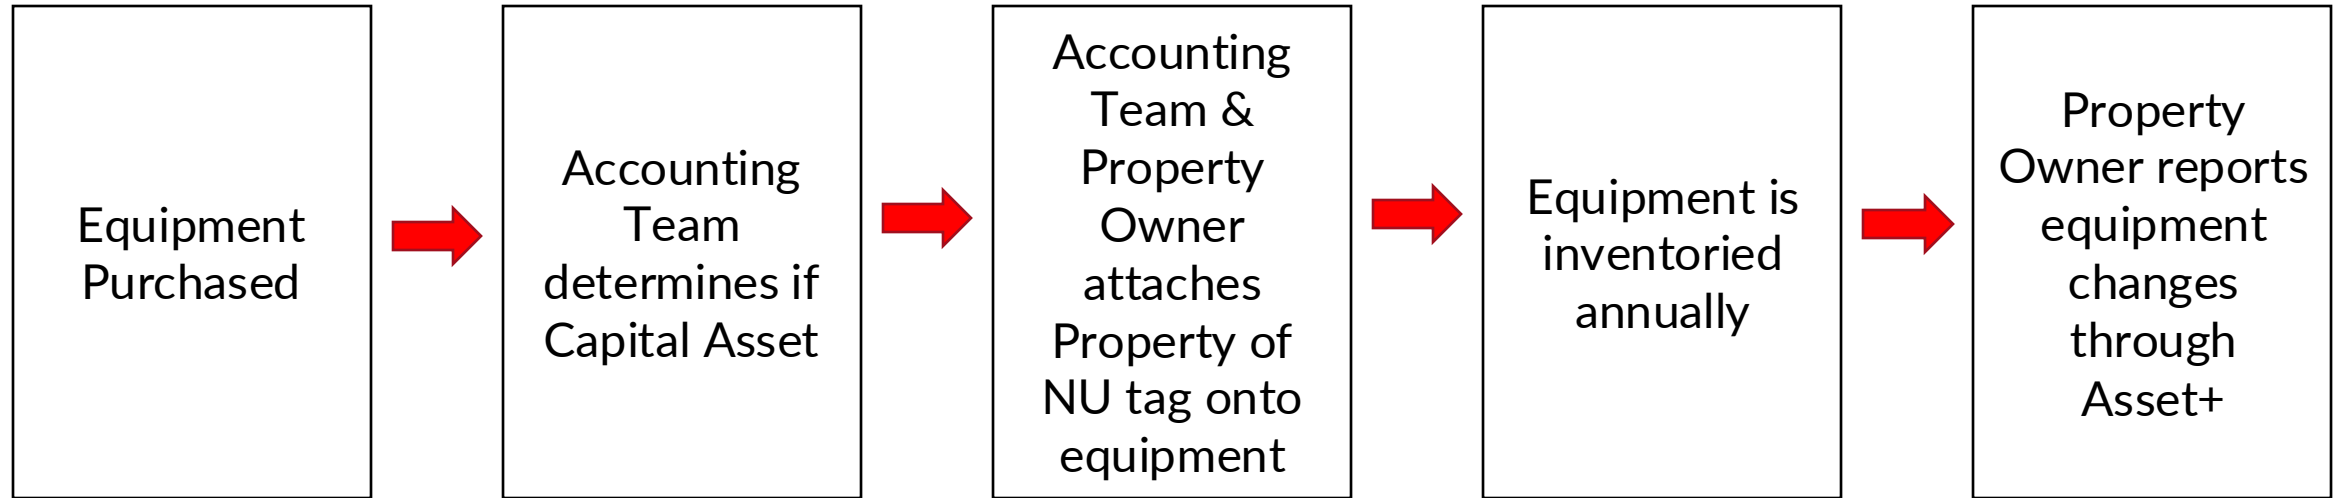 Equipment
Purchased
Accounting
Team
determines if
Capital Asset
Accounting
Team &
Property
Owner
attaches
Property of
NU tag onto
equipment
Equipment is
inventoried
annually
Property
Owner reports
equipment
changes
through
Asset+